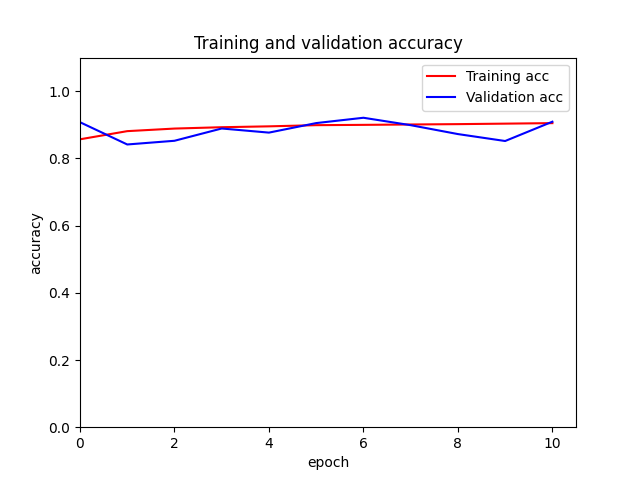 Training and validation accuracy
Training acc
Validation acc
1.0
0.8
0.6
0.4
0.2
0.0
accuracy
0 2 4 6 8 10
epoch